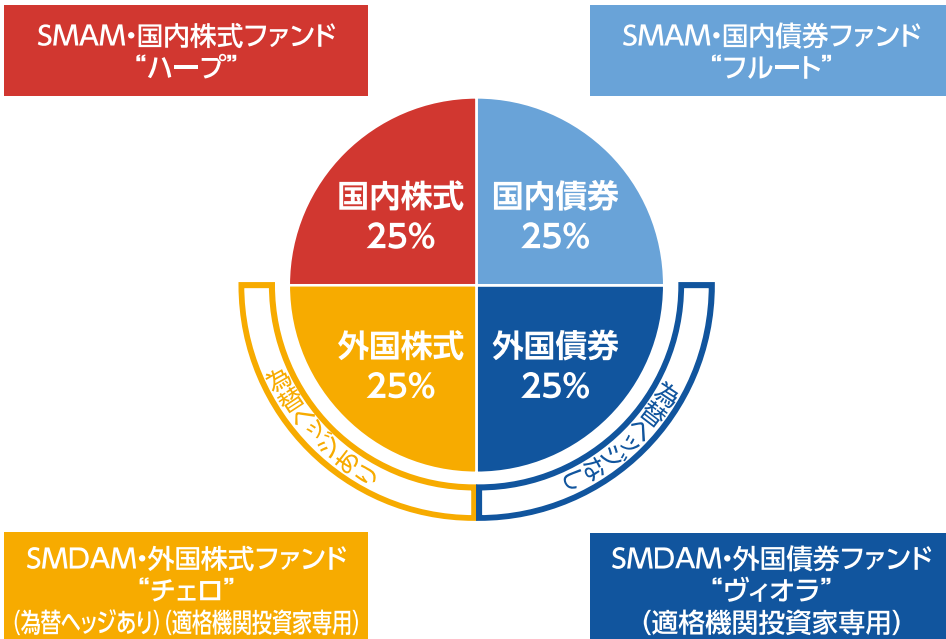 SMAM・国内株式ファンド
“ハープ”
SMAM・国内債券ファンド
“フルート”
国内株式
25%
国内債券
25%
外国株式
25%
外国債券
25%
為替ヘッジあり
為替ヘッジなし
SMDAM・外国株式ファンド
“チェロ”
(為替ヘッジあり)(適格機関投資家専用)
SMDAM・外国債券ファンド
“ヴィオラ”
(適格機関投資家専用)